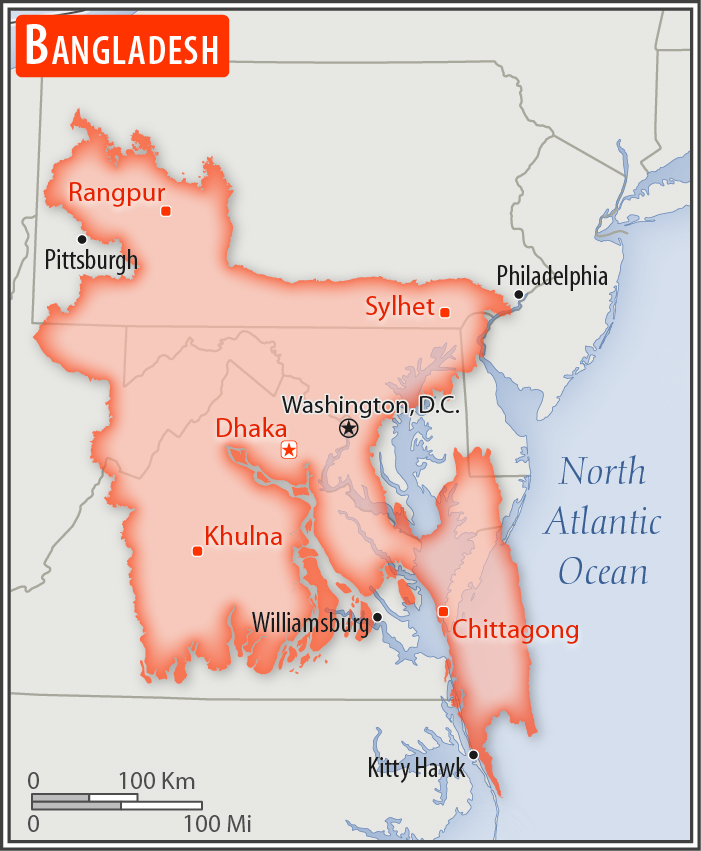 BANGLADESH
Rangpur
Pittsburgh
Philadelphia
Sylhet
Washington, D.C.
Dhaka
North
Atlantic
Ocean
Khulna
Williamsburg
Chittagong
Kitty Hawk
0 100 Km
0 100 Mi